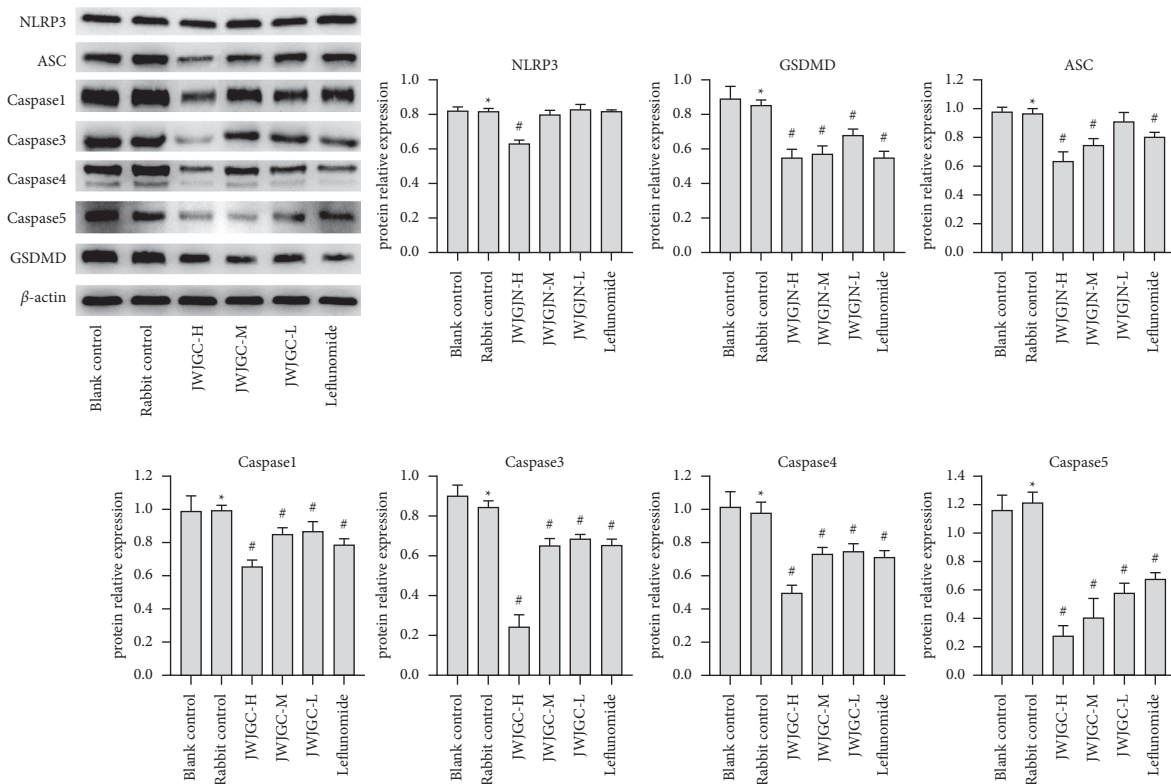 NLRP3
ASC
Caspase1
Caspase3
Caspase4
Caspase5
GSDMD
β-actin
Blank control
Rabbit control
JWJGC-H
JWJGC-M
JWJGC-L
Leflunomide
NLRP3
protein relative expression
1.0
0.8
0.6
0.4
0.2
0.0
*
#
Blank control
Rabbit control
JWJGJN-H
JWJGJN-M
JWJGJN-L
Leflunomide
GSDMD
protein relative expression
1.0
0.8
0.6
0.4
0.2
0.0
*
#
#
#
#
Blank control
Rabbit control
JWJGJN-H
JWJGJN-M
JWJGJN-L
Leflunomide
ASC
protein relative expression
1.2
1.0
0.8
0.6
0.4
0.2
0.0
*
#
#
#
Blank control
Rabbit control
JWJGJN-H
JWJGJN-M
JWJGJN-L
Leflunomide
Caspase1
protein relative expression
1.2
1.0
0.8
0.6
0.4
0.2
0.0
*
#
#
#
#
Blank control
Rabbit control
JWJGC-H
JWJGC-M
JWJGC-L
Leflunomide
Caspase3
protein relative expression
1.0
0.8
0.6
0.4
0.2
0.0
*
#
#
#
#
Blank control
Rabbit control
JWJGC-H
JWJGC-M
JWJGC-L
Leflunomide
Caspase4
protein relative expression
1.2
1.0
0.8
0.6
0.4
0.2
0.0
*
#
#
#
#
Blank control
Rabbit control
JWJGC-H
JWJGC-M
JWJGC-L
Leflunomide
Caspase5
protein relative expression
1.4
1.2
1.0
0.8
0.6
0.4
0.2
0.0
*
#
#
#
#
Blank control
Rabbit control
JWJGC-H
JWJGC-M
JWJGC-L
Leflunomide